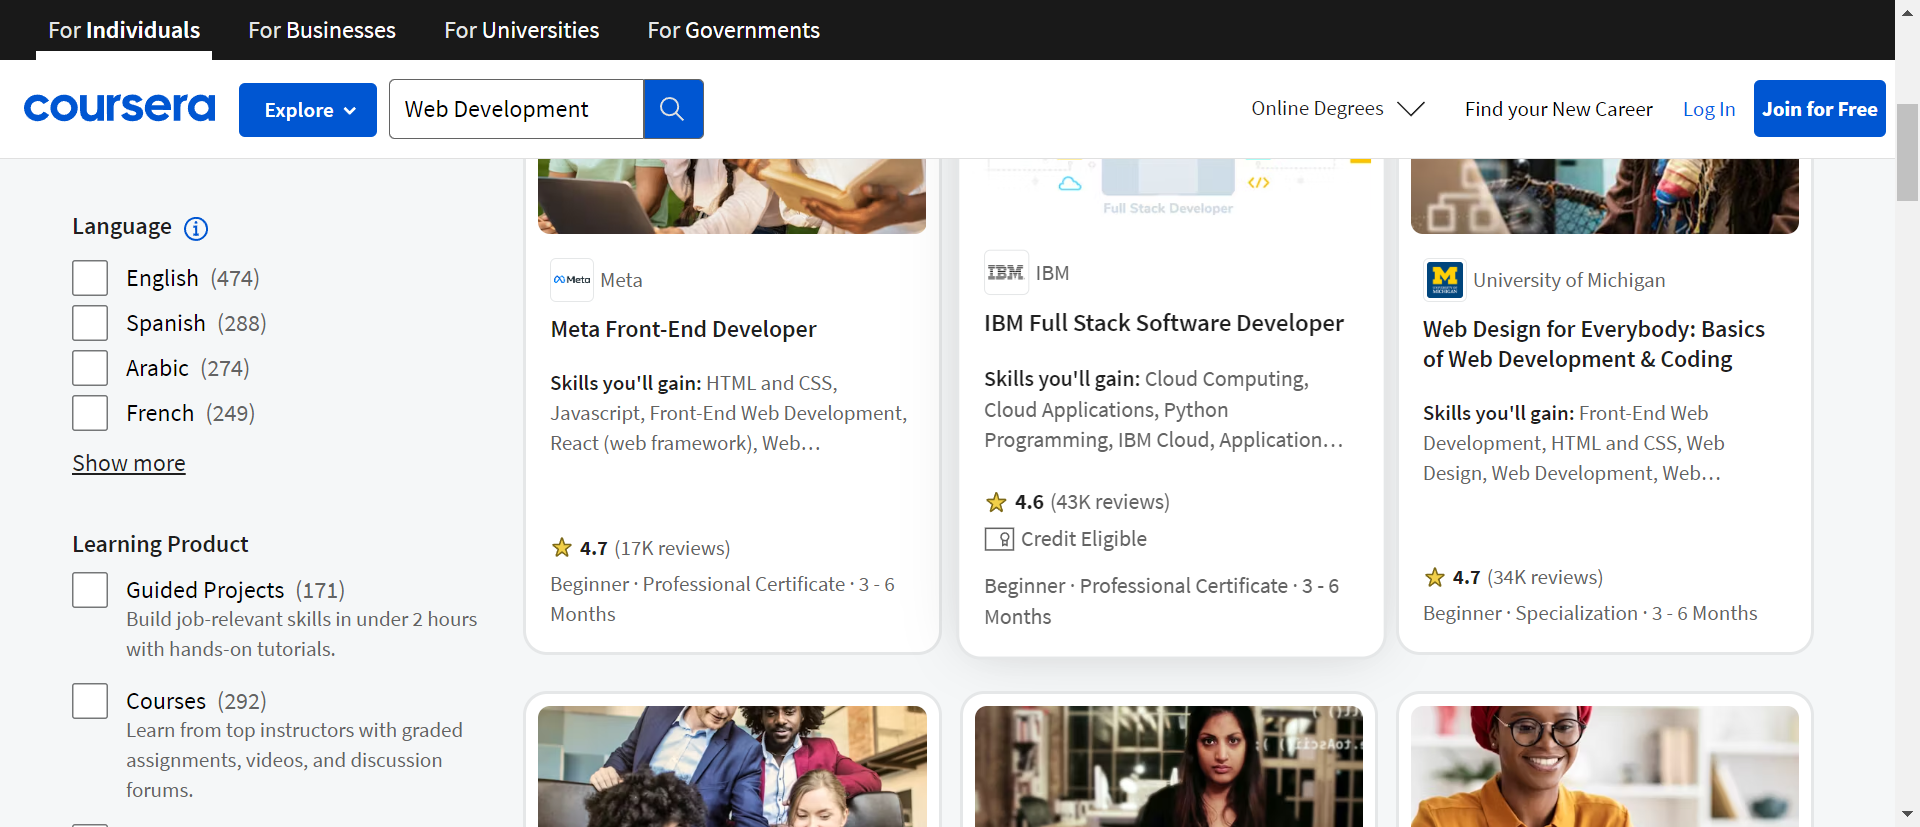 For Individuals
For Businesses
For Universities
For Governments
coursera
Explore
Web Development
Online Degrees
Find your New Career
Log In
Join for Free
Language
English (474)
Spanish (288)
Arabic (274)
French (249)
Show more
Learning Product
Guided Projects (171)
Build job-relevant skills in under 2 hours
with hands-on tutorials.
Courses (292)
Learn from top instructors with graded
assignments, videos, and discussion
forums.
Meta
Meta
Meta Front-End Developer
Skills you'll gain: HTML and CSS,
Javascript, Front-End Web Development,
React (web framework), Web...
4.7 (17K reviews)
Beginner · Professional Certificate · 3 - 6
Months
</>
Full Stack Developer
IBM
IBM
IBM Full Stack Software Developer
Skills you'll gain: Cloud Computing,
Cloud Applications, Python
Programming, IBM Cloud, Application...
4.6 (43K reviews)
Credit Eligible
Beginner · Professional Certificate · 3 - 6
Months
M
UNIVERSITY OF
MICHIGAN
University of Michigan
Web Design for Everybody: Basics
of Web Development & Coding
Skills you'll gain: Front-End Web
Development, HTML and CSS, Web
Design, Web Development, Web...
4.7 (34K reviews)
Beginner · Specialization · 3 - 6 Months